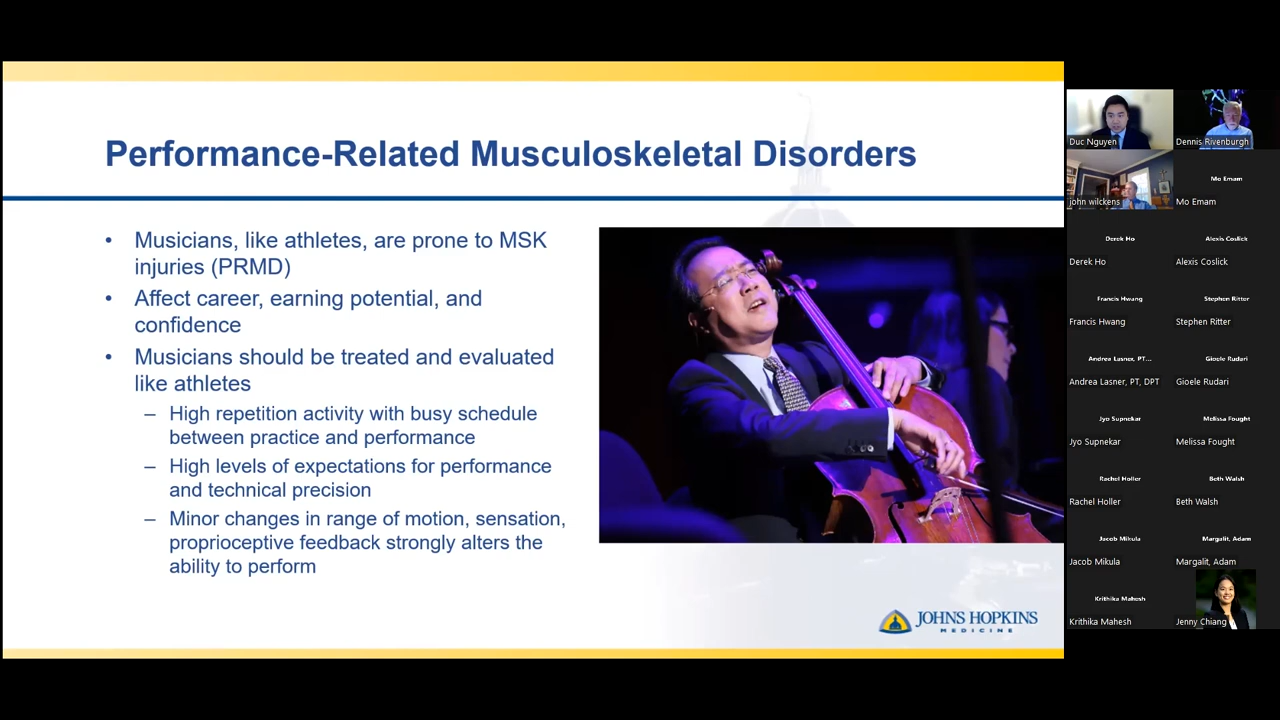 Performance-Related Musculoskeletal Disorders
• Musicians, like athletes, are prone to MSK
injuries (PRMD)
• Affect career, earning potential, and
confidence
• Musicians should be treated and evaluated
like athletes
– High repetition activity with busy schedule
between practice and performance
– High levels of expectations for performance
and technical precision
– Minor changes in range of motion, sensation,
proprioceptive feedback strongly alters the
ability to perform
JOHNS HOPKINS
MEDICINE
Duc Nguyen
Dennis Rivenburgh
john wilckens
Mo Emam
Mo Emam
Derek Ho
Derek Ho
Alexis Coslick
Alexis Coslick
Francis Hwang
Francis Hwang
Stephen Ritter
Stephen Ritter
Andrea Lasner, PT...
Andrea Lasner, PT, DPT
Gioele Rudari
Gioele Rudari
Jyo Supnekar
Jyo Supnekar
Melissa Fought
Melissa Fought
Rachel Holler
Rachel Holler
Beth Walsh
Beth Walsh
Jacob Mikula
Jacob Mikula
Margalit, Adam
Margalit, Adam
Krithika Mahesh
Krithika Mahesh
Jenny Chiang